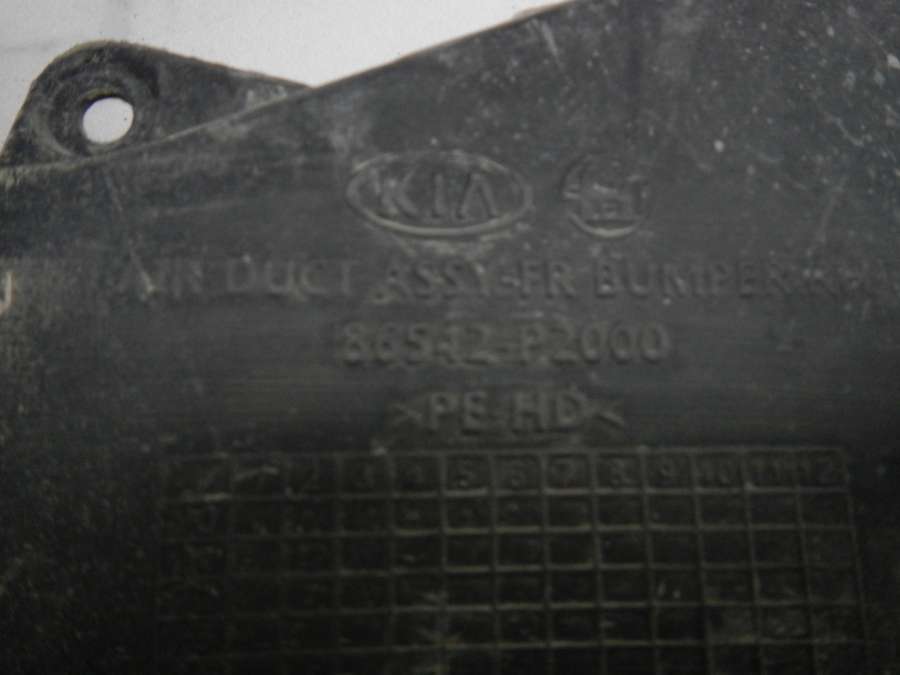 KIA
DUCT ASSY-FR BUMPER
86542-P2000
>PE-HD<
1 2 3 4 5 6 7 8 9 10 11 12